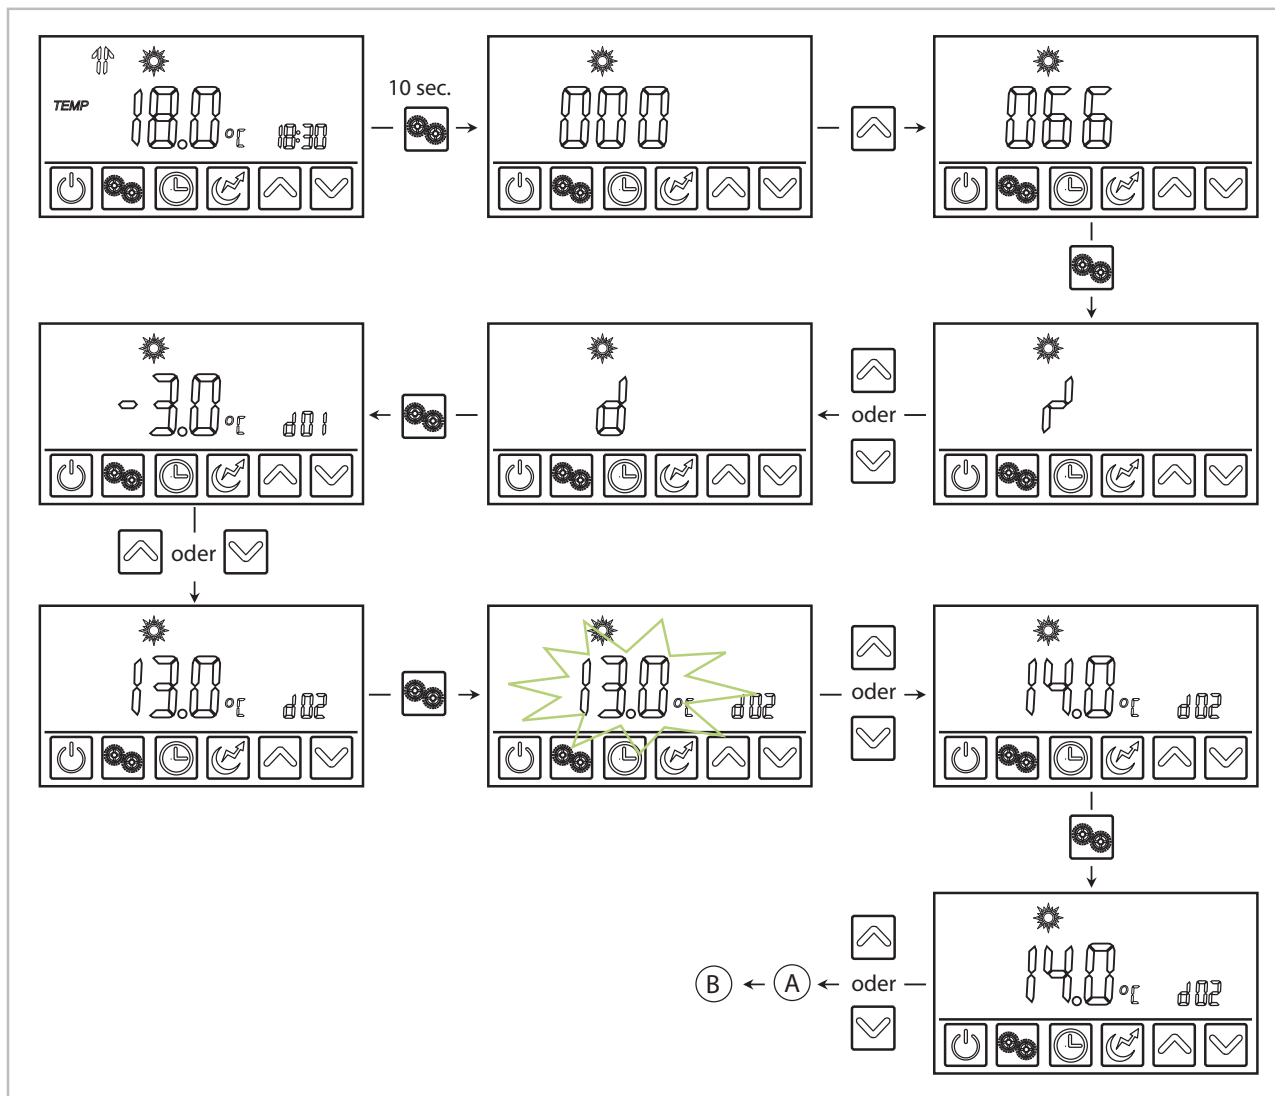 10 sec.
TEMP
18.0 °C 18:30
000
066
-3.0 °C d01
d
oder
r
oder
13.0 °C d02
13.0 °C d02
oder
14.0 °C d02
B A oder
14.0 °C d02